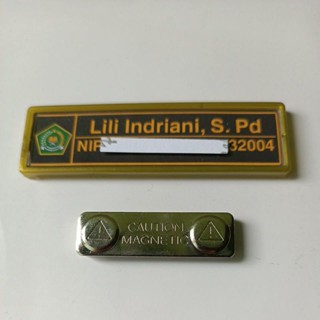 Lili Indriani, S. Pd
NIP 32004
CAUTION
MAGNETIC